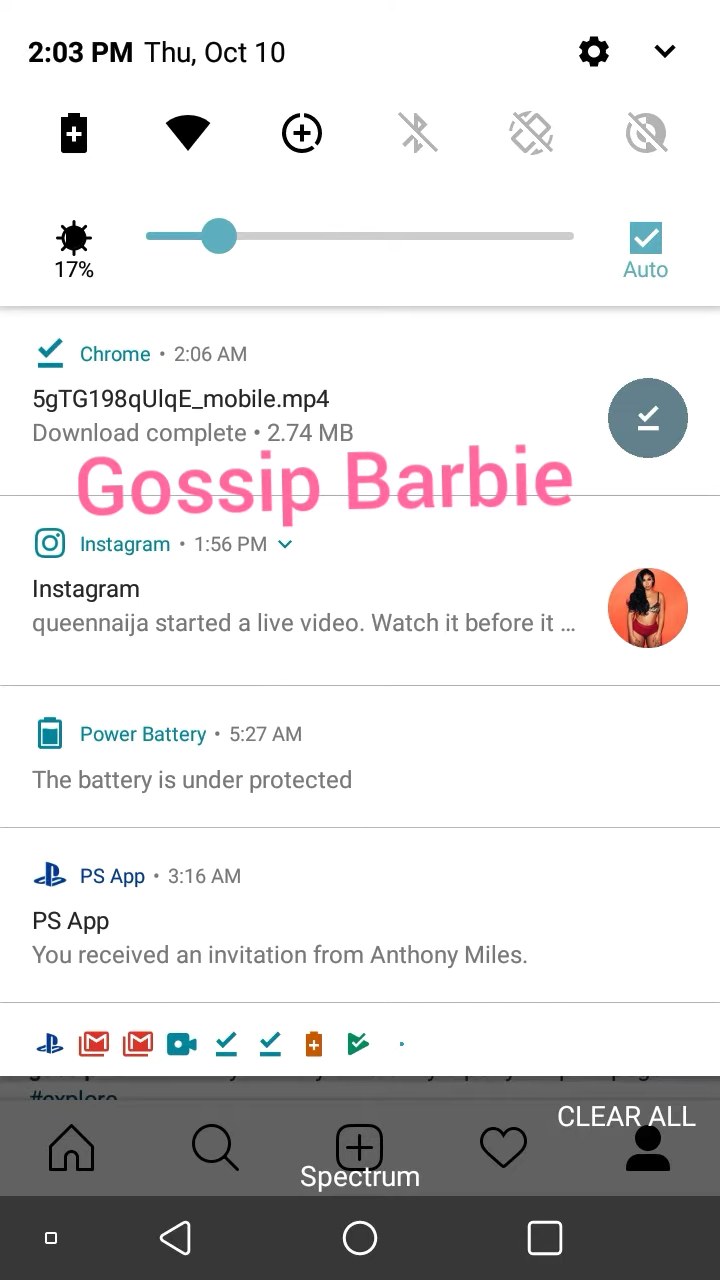 2:03 PM Thu, Oct 10
17%
Auto
Chrome • 2:06 AM
5gTG198qUlqE_mobile.mp4
Download complete • 2.74 MB
Gossip Barbie
Instagram • 1:56 PM
Instagram
queennaija started a live video. Watch it before it ...
Power Battery • 5:27 AM
The battery is under protected
PS App • 3:16 AM
PS App
You received an invitation from Anthony Miles.
#explore
CLEAR ALL
Spectrum